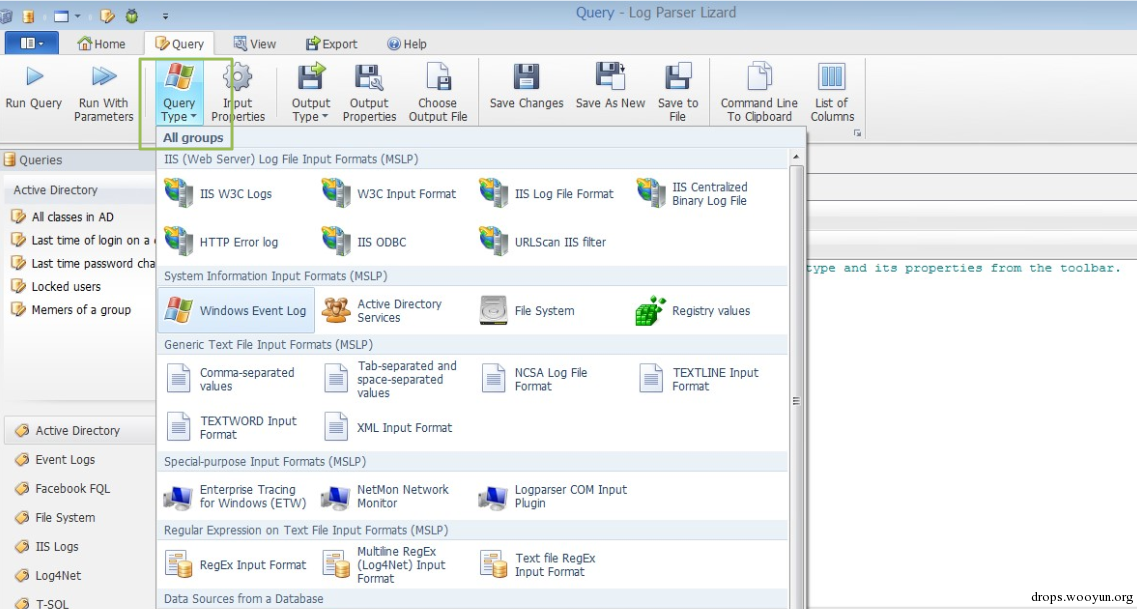 Query - Log Parser Lizard
Home
Query
View
Export
Help
Run Query
Run With
Parameters
Query
Type
Input
Properties
Output
Type
Output
Properties
Choose
Output File
Save Changes
Save As New
Save to
File
Command Line
To Clipboard
List of
Columns
All groups
Queries
Active Directory
All classes in AD
Last time of login on a
Last time password cha
Locked users
Memers of a group
Active Directory
Event Logs
Facebook FQL
File System
IIS Logs
Log4Net
T-SQL
IIS (Web Server) Log File Input Formats (MSLP)
IIS W3C Logs
W3C Input Format
IIS Log File Format
IIS Centralized
Binary Log File
HTTP Error log
IIS ODBC
URLScan IIS filter
System Information Input Formats (MSLP)
Windows Event Log
Active Directory
Services
File System
Registry values
Generic Text File Input Formats (MSLP)
Comma-separated
values
Tab-separated and
space-separated
values
NCSA Log File
Format
TEXTLINE Input
Format
TEXTWORD Input
Format
XML Input Format
Special-purpose Input Formats (MSLP)
Enterprise Tracing
for Windows (ETW)
NetMon Network
Monitor
Logparser COM Input
Plugin
Regular Expression on Text File Input Formats (MSLP)
RegEx Input Format
Multiline RegEx
(Log4Net) Input
Format
Text file RegEx
Input Format
Data Sources from a Database
type and its properties from the toolbar.
drops.wooyun.org